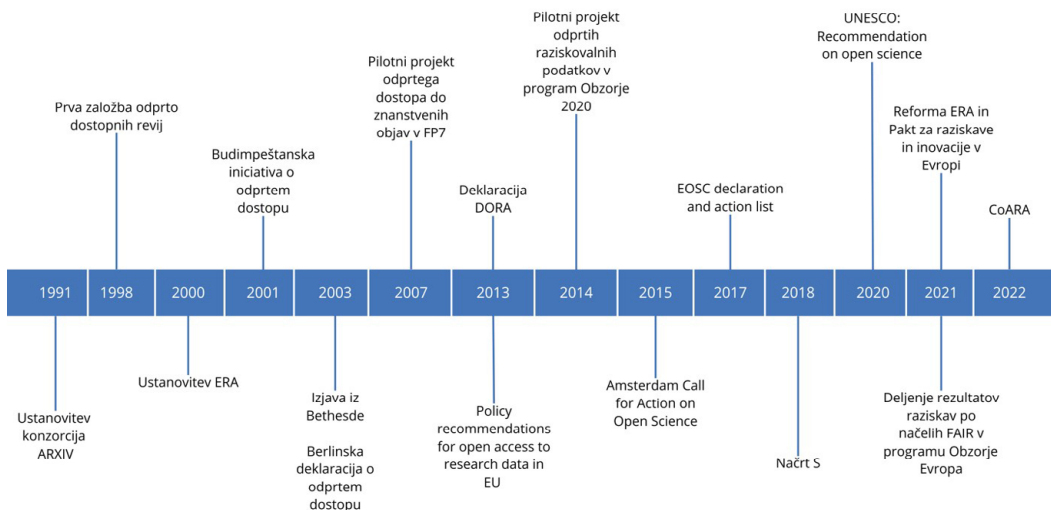 UNESCO:
Recommendation
on open science
Pilotni projekt
odprtih
raziskovalnih
podatkov v
program Obzorje
2020
Pilotni projekt
odprtega
dostopa do
znanstvenih
objav v FP7
Prva založba odprto
dostopnih revij
Reforma ERA in
Pakt za raziskave
in inovacije v
Evropi
Budimpeštanska
iniciativa o
odprtem
dostopu
Deklaracija
DORA
EOSC declaration
and action list
CoARA
1991 1998 2000 2001 2003 2007 2013 2014 2015 2017 2018 2020 2021 2022
Ustanovitev
konzorcija
ARXIV
Ustanovitev ERA
Izjava iz
Bethesde
Berlinska
deklaracija o
odprtem
dostopu
Policy
recommendations
for open access to
research data in
EU
Amsterdam Call
for Action on
Open Science
Načrt S
Deljenje rezultatov
raziskav po
načelih FAIR v
programu Obzorje
Evropa